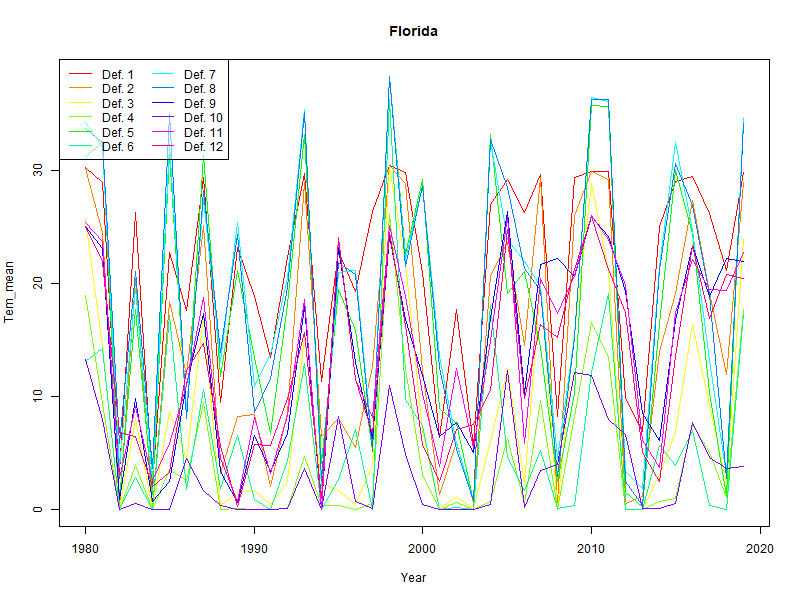 Florida
Def. 1 Def. 7
Def. 2 Def. 8
Def. 3 Def. 9
Def. 4 Def. 10
Def. 5 Def. 11
Def. 6 Def. 12
Tern_mean
30
20
10
0
1980 1990 2000 2010 2020
Year